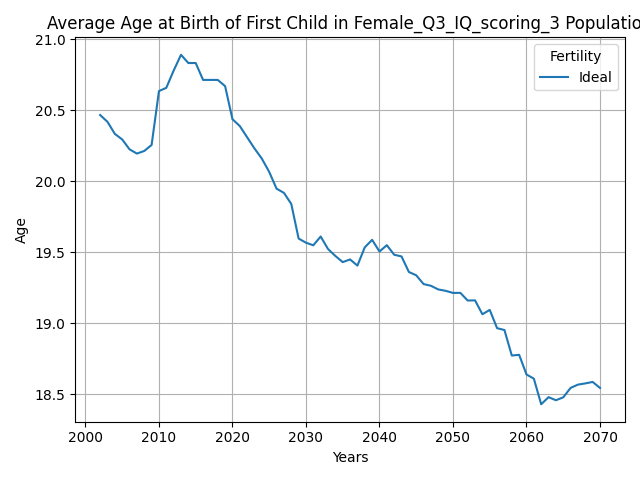 Average Age at Birth of First Child in Female_Q3_IQ_scoring_3 Populatio
21.0
20.5
20.0
19.5
19.0
18.5
Age
Fertility
Ideal
2000 2010 2020 2030 2040 2050 2060 2070
Years